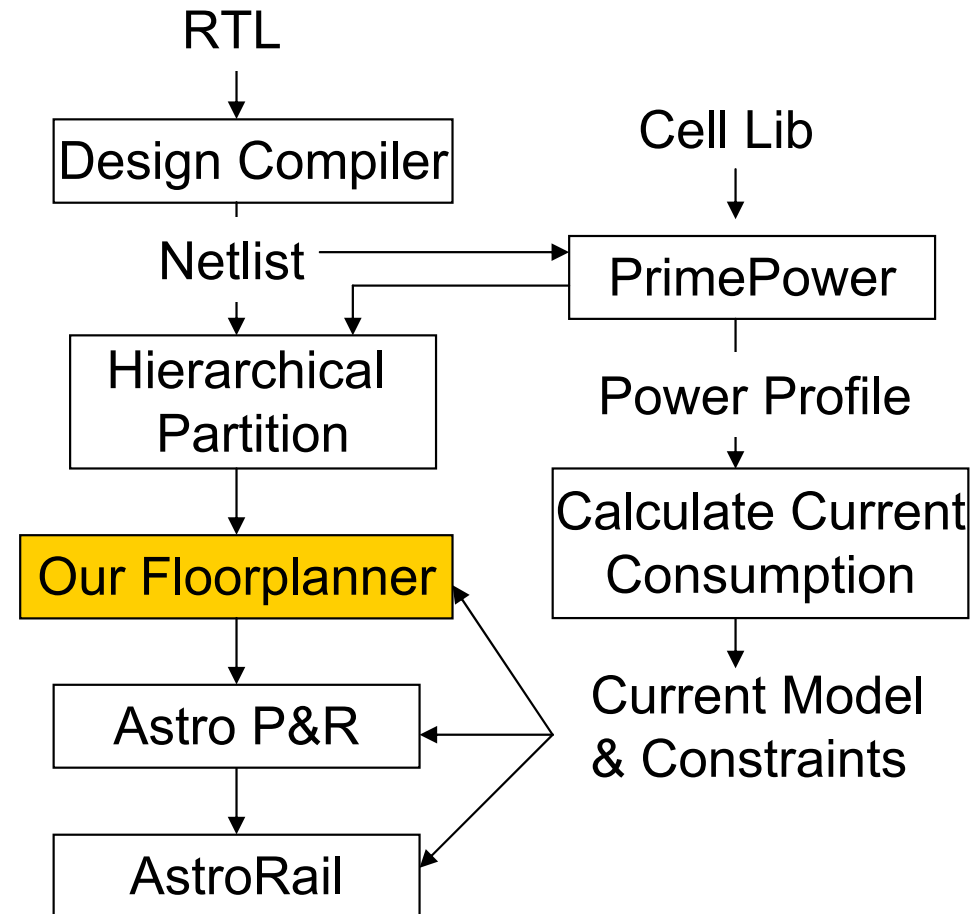 RTL
Design Compiler
Netlist
Hierarchical
Partition
Our Floorplanner
Astro P&R
AstroRail
Cell Lib
PrimePower
Power Profile
Calculate Current
Consumption
Current Model
& Constraints